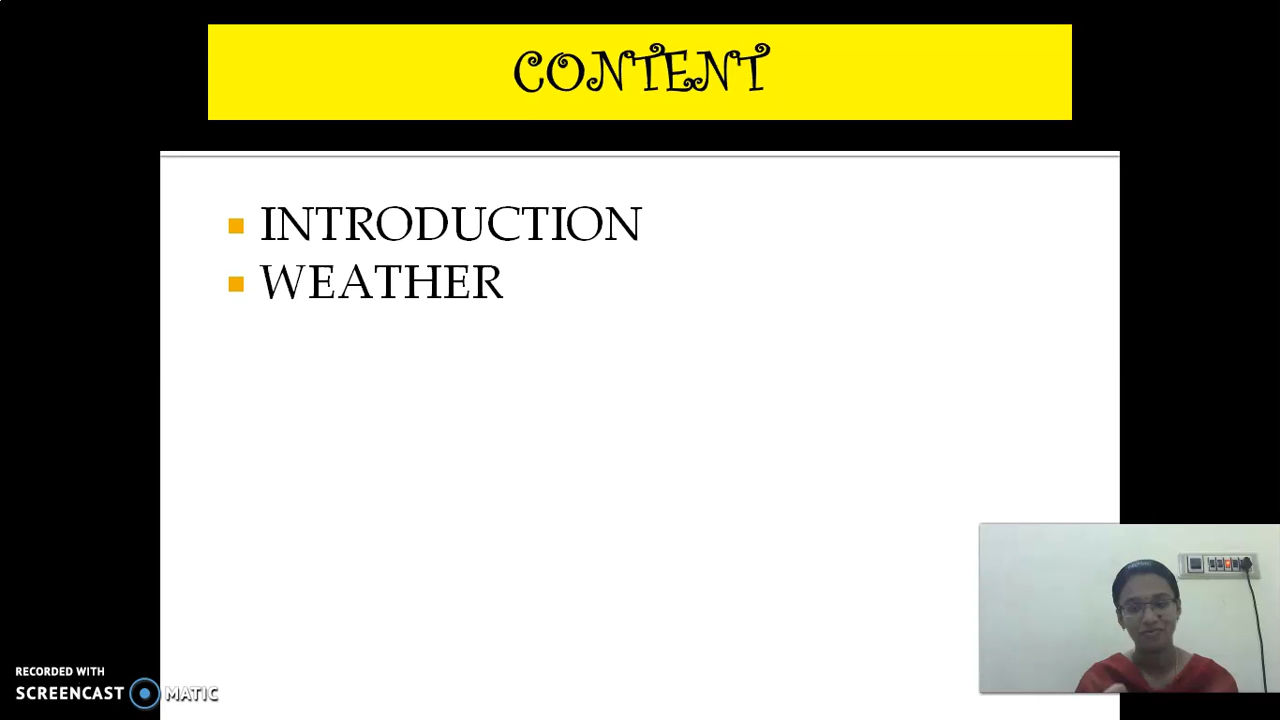 CONTENT
INTRODUCTION
WEATHER
RECORDED WITH
SCREENCAST MATIC